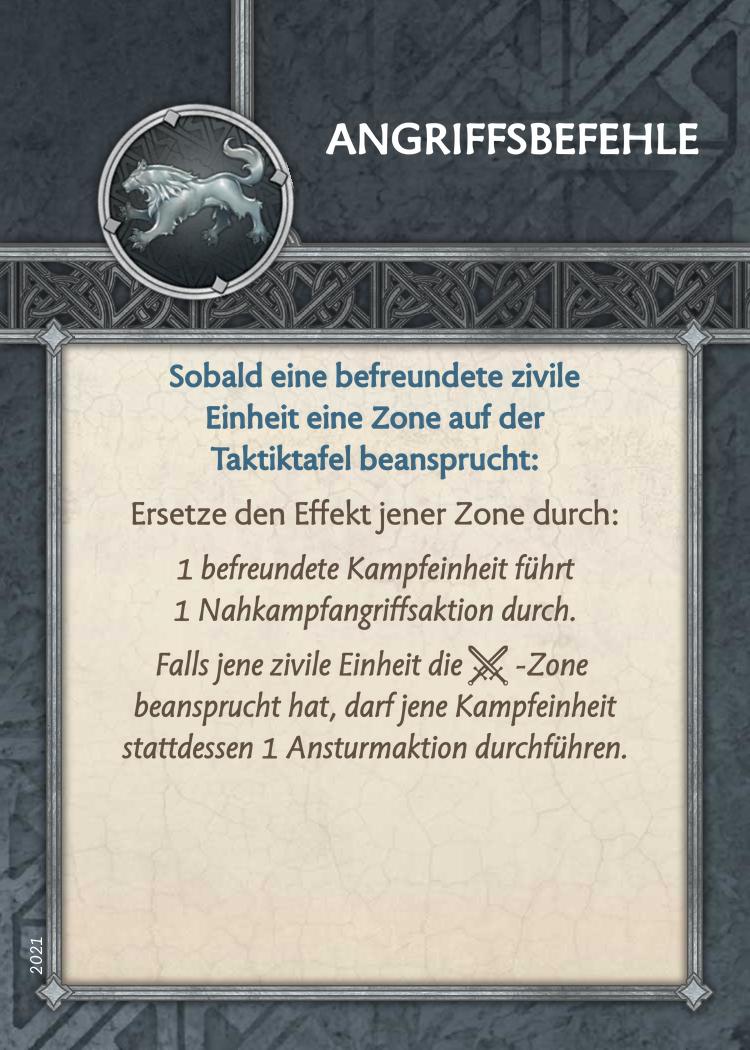 ANGRIFFSBEFEHLE
Sobald eine befreundete zivile
Einheit eine Zone auf der
Taktiktafel beansprucht:
Ersetze den Effekt jener Zone durch:
1 befreundete Kampfeinheit führt
1 Nahkampfangriffsaktion durch.
Falls jene zivile Einheit die -Zone
beansprucht hat, darf jene Kampfeinheit
stattdessen 1 Ansturmaktion durchführen.
2021